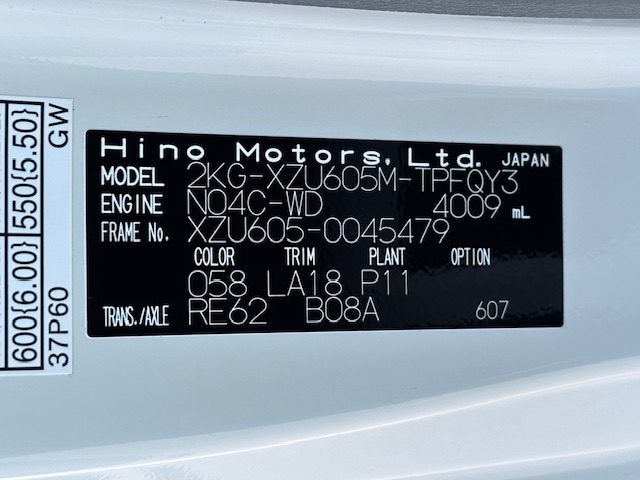 Hino Motors, Ltd. JAPAN
MODEL 2KG-XZU605M-TPFQY3
ENGINE N04C-WD 4009 mL
FRAME No. XZU605-0045479
COLOR TRIM PLANT OPTION
058 LA18 P11
TRANS./AXLE RE62 B08A 607
600{6.00} 550{5.50}
37P60 GW